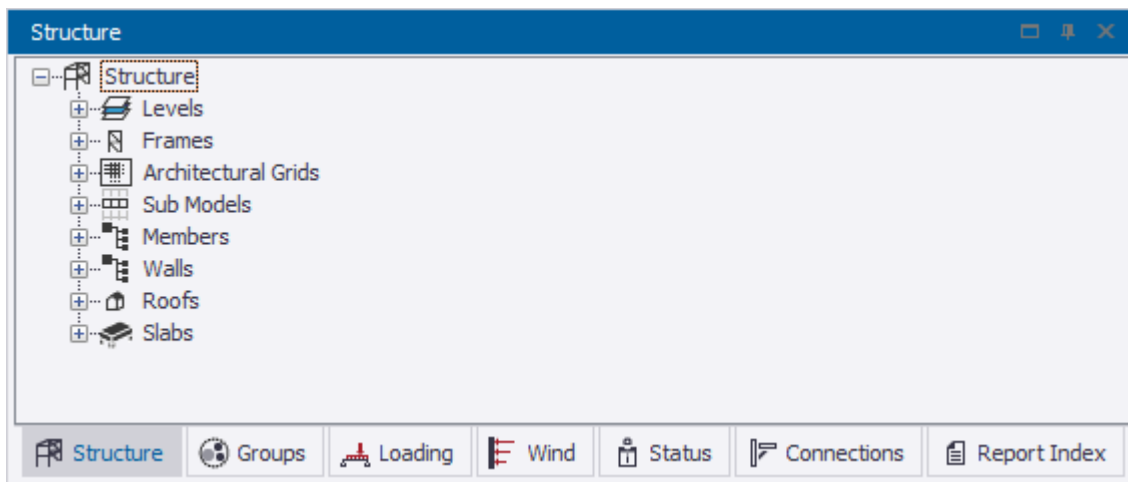 Structure
Structure
Levels
Frames
Architectural Grids
Sub Models
Members
Walls
Roofs
Slabs
Structure Groups Loading Wind Status Connections Report Index